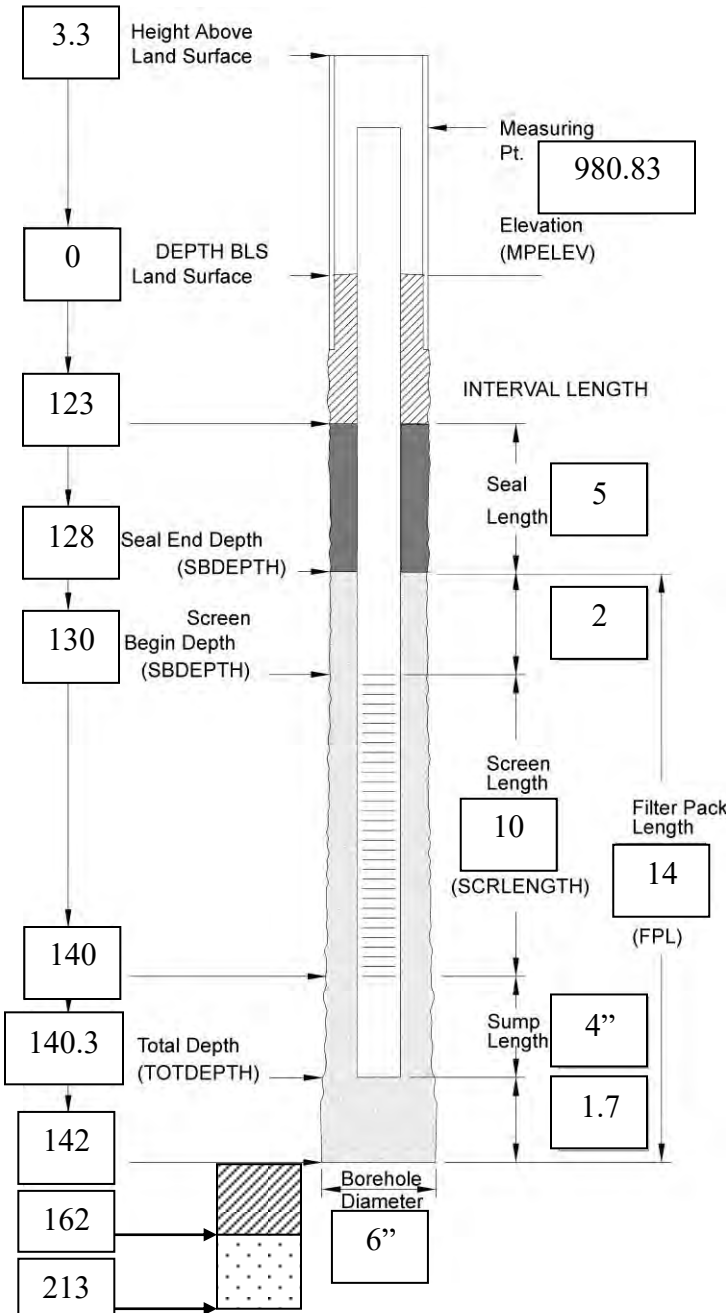 3.3
Height Above
Land Surface
Measuring
Pt.
980.83
Elevation
(MPELEV)
0
DEPTH BLS
Land Surface
123
INTERVAL LENGTH
Seal
Length
5
128
Seal End Depth
(SBDEPTH)
130
Screen
Begin Depth
(SBDEPTH)
2
Screen
Length
10
(SCRLENGTH)
Filter Pack
Length
14
(FPL)
140
140.3
Total Depth
(TOTDEPTH)
Sump
Length
4”
1.7
142
162
213
Borehole
Diameter
6”